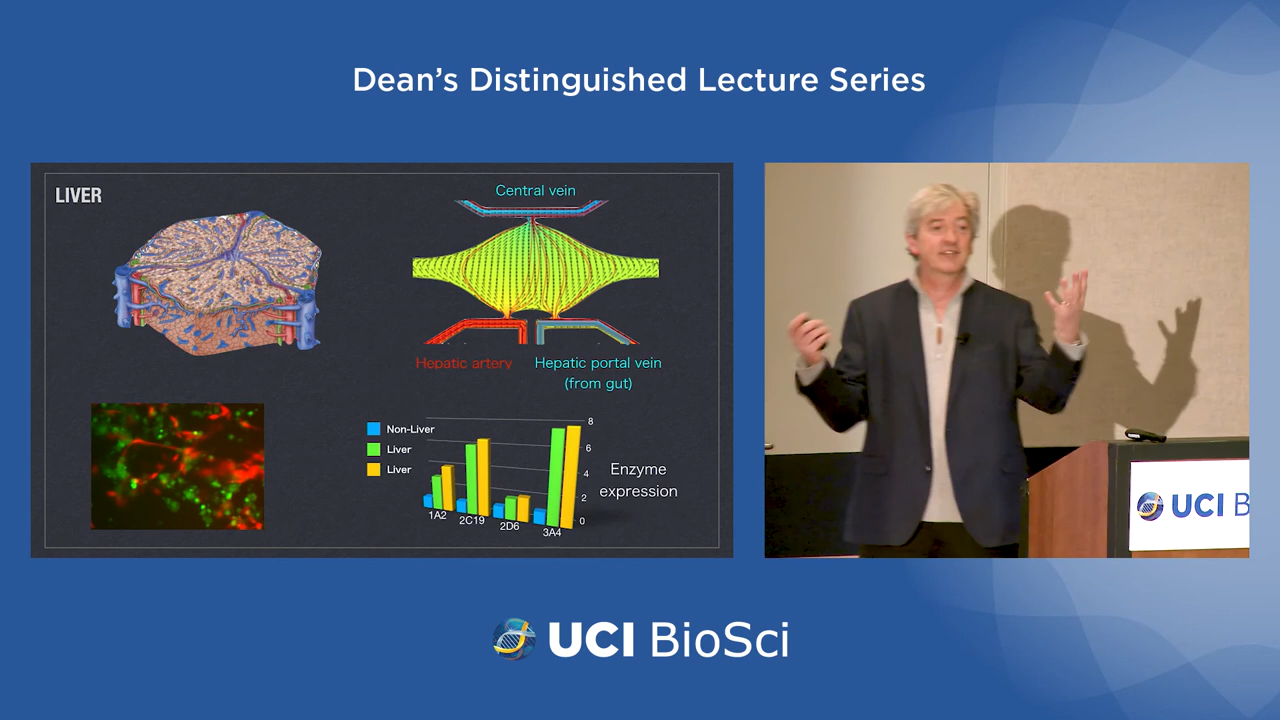 Dean's Distinguished Lecture Series
LIVER
Central vein
Hepatic artery
Hepatic portal vein
(from gut)
Non-Liver
Liver
Liver
8
6
4
2
0
1A2
2C19
2D6
3A4
Enzyme
expression
UCI B
UCI BioSci